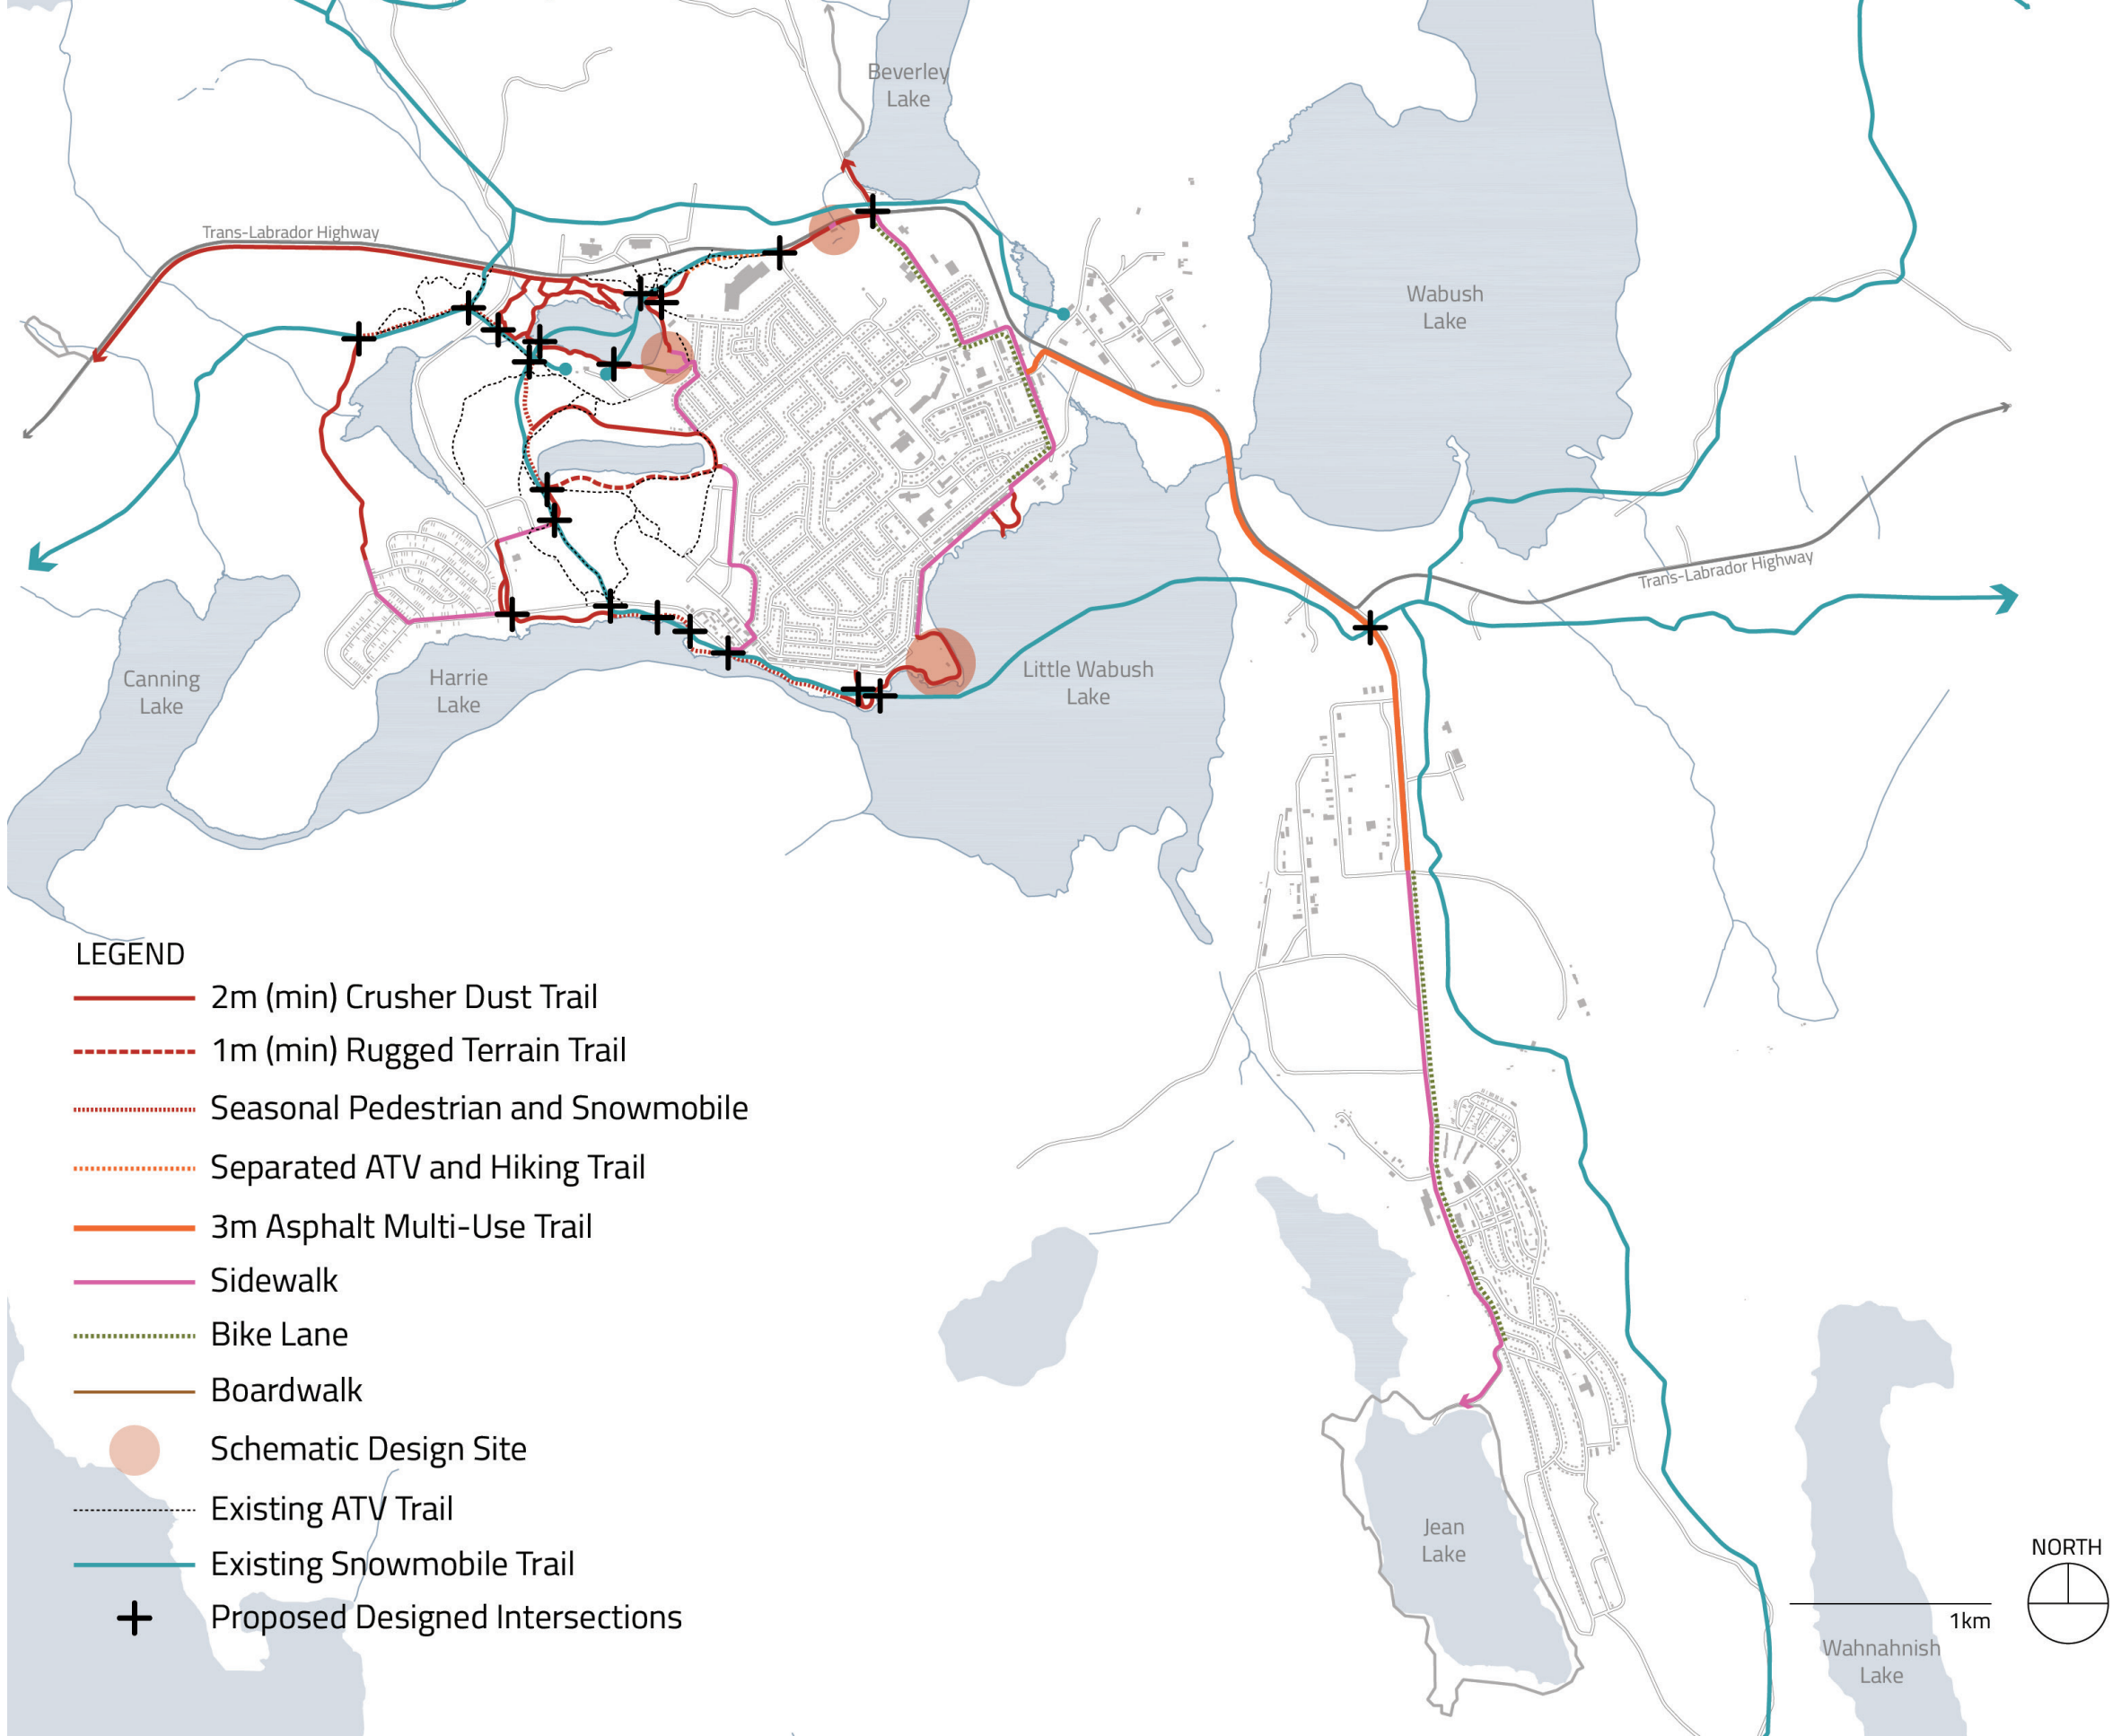 Beverley
Lake
Trans-Labrador Highway
Wabush
Lake
Trans-Labrador Highway
Canning
Lake
Harrie
Lake
Little Wabush
Lake
LEGEND
2m (min) Crusher Dust Trail
1m (min) Rugged Terrain Trail
Seasonal Pedestrian and Snowmobile
Separated ATV and Hiking Trail
3m Asphalt Multi-Use Trail
Sidewalk
Bike Lane
Boardwalk
Schematic Design Site
Existing ATV Trail
Existing Snowmobile Trail
Proposed Designed Intersections
Jean
Lake
NORTH
1km
Wahnahnish
Lake